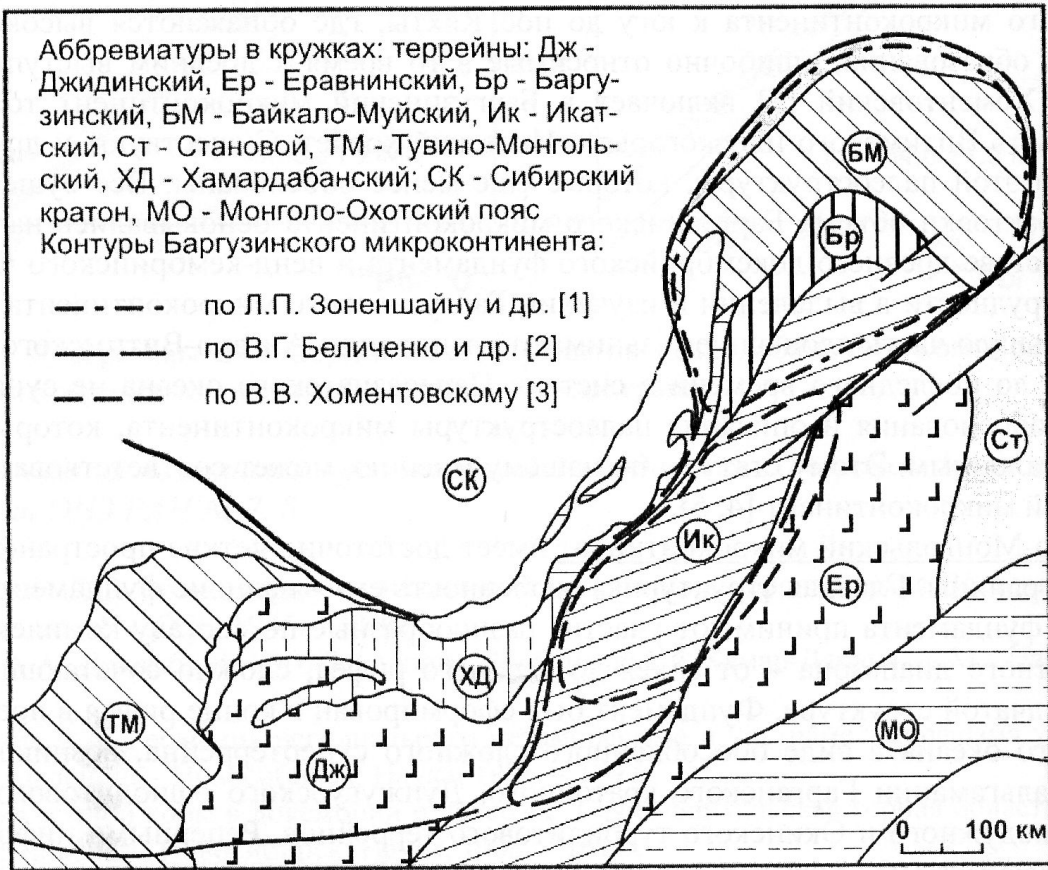 Аббревиатуры в кружках: террейны: Дж -
Джидинский, Ер - Еравнинский, Бр - Баргу-
зинский, БМ - Байкало-Муйский, Ик - Икат-
ский, Ст - Становой, ТМ - Тувино-Монголь-
ский, ХД - Хамардабанский; СК - Сибирский
кратон, МО - Монголо-Охотский пояс
Контуры Баргузинского микроконтинента:
по Л.П. Зоненшайну и др. [1]
по В.Г. Беличенко и др. [2]
по В.В. Хоментовскому [3]
БМ
Бр
Ст
СК
Ик
Ер
ХД
ТМ
МО
Дж
0 100 км